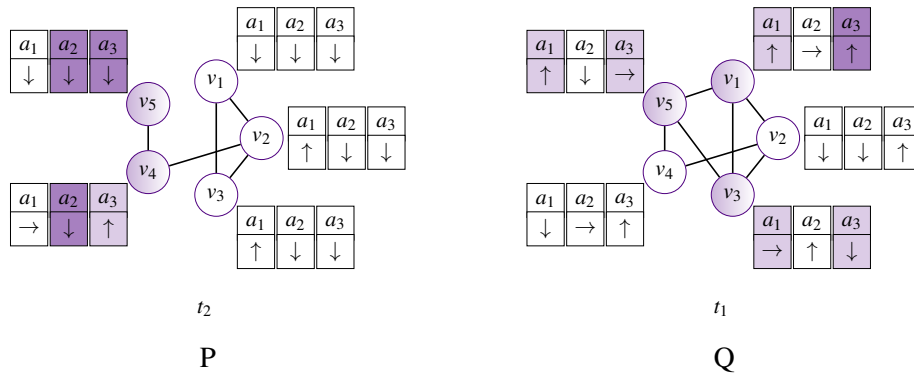 a1 a2 a3
↓ ↓ ↓
v5
v4
a1 a2 a3
→ ↓ ↑
a1 a2 a3
↓ ↓ ↓
v1
v2
a1 a2 a3
↑ ↓ ↓
v3
a1 a2 a3
↑ ↓ ↓
t2
P
a1 a2 a3
↑ ↓ →
v5
v4
a1 a2 a3
↓ → ↑
a1 a2 a3
↑ → ↑
v1
v2
a1 a2 a3
↓ ↓ ↑
v3
a1 a2 a3
→ ↑ ↓
t1
Q